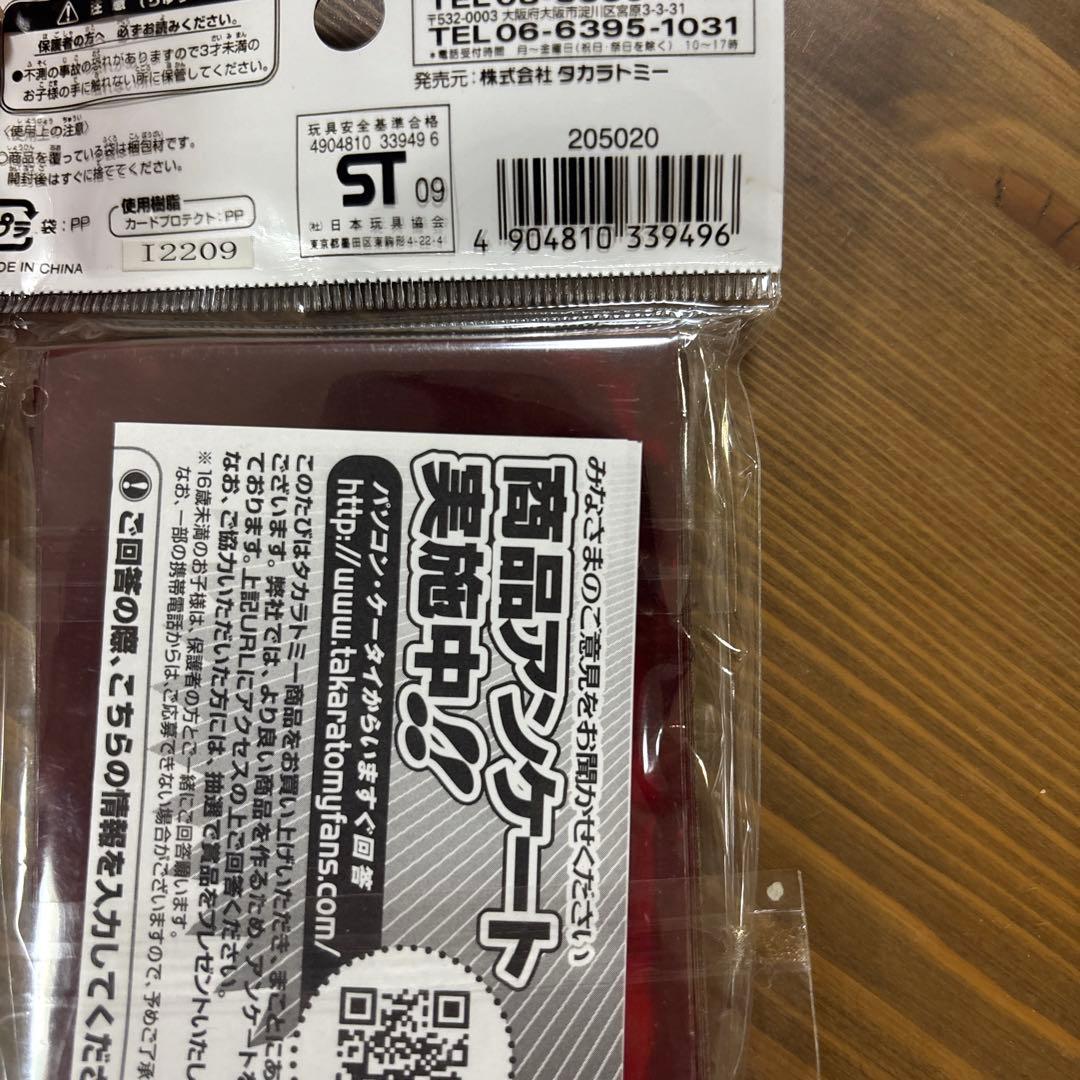 注意
保護者の方へ 必ずお読みください。
●不測の事故の恐れがありますので3才未満の
お子様の手に触れない所に保管してください。
〈使用上の注意〉
○商品を覆っている袋は梱包材です。
開封後はすぐに捨ててください。
プラ
袋:PP
使用樹脂
カードプロテクト:PP
I2209
DE IN CHINA
〒532-0003 大阪府大阪市淀川区宮原3-3-31
TEL06-6395-1031
*電話受付時間 月〜金曜日(祝日・祭日を除く) 10〜17時
発売元:株式会社 タカラトミー
玩具安全基準合格
4904810 33949 6
ST 09
(社)日本玩具協会
東京都墨田区東駒形4-22-4
205020
4 904810 339496
みなさまのご意見をお聞かせください
商品アンケート
実施中!!
パソコン・ケータイからいますぐ回答
http://www.takaratomyfans.com/
このたびはタカラトミー商品をお買い上げいただき、まことにあ
ございます。弊社では、より良い商品を作るため、アンケートを
ております。上記URLにアクセスの上ご回答ください。
なお、ご協力いただいた方には、抽選で賞品をプレゼントいたし
※16歳未満のお子様は、保護者の方とご一緒にご回答願います。
なお、一部の携帯電話からは、ご応募できない場合がございますので、予めご了承
! ご回答の際、こちらの情報を入力してくださ